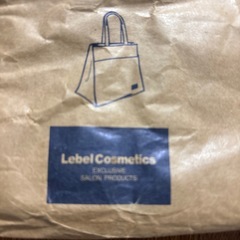 Lebel Cosmetics
EXCLUSIVE
SALON PRODUCTS